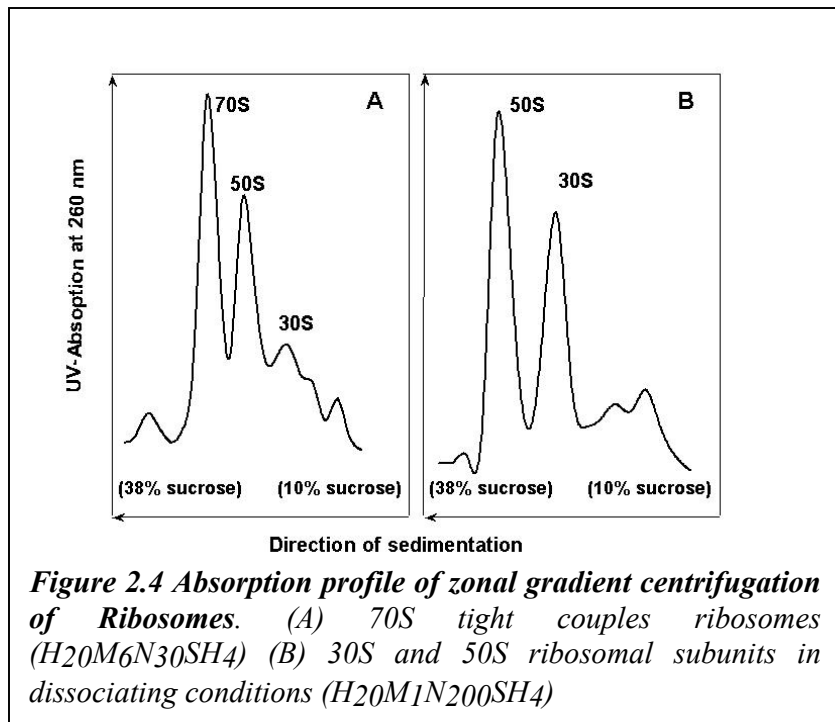 A
70S
50S
30S
B
50S
30S
UV-Absoption at 260 nm
(38% sucrose) (10% sucrose)
(38% sucrose) (10% sucrose)
Direction of sedimentation
Figure 2.4 Absorption profile of zonal gradient centrifugation
of Ribosomes. (A) 70S tight couples ribosomes
(H20M6N30SH4) (B) 30S and 50S ribosomal subunits in
dissociating conditions (H20M1N200SH4)